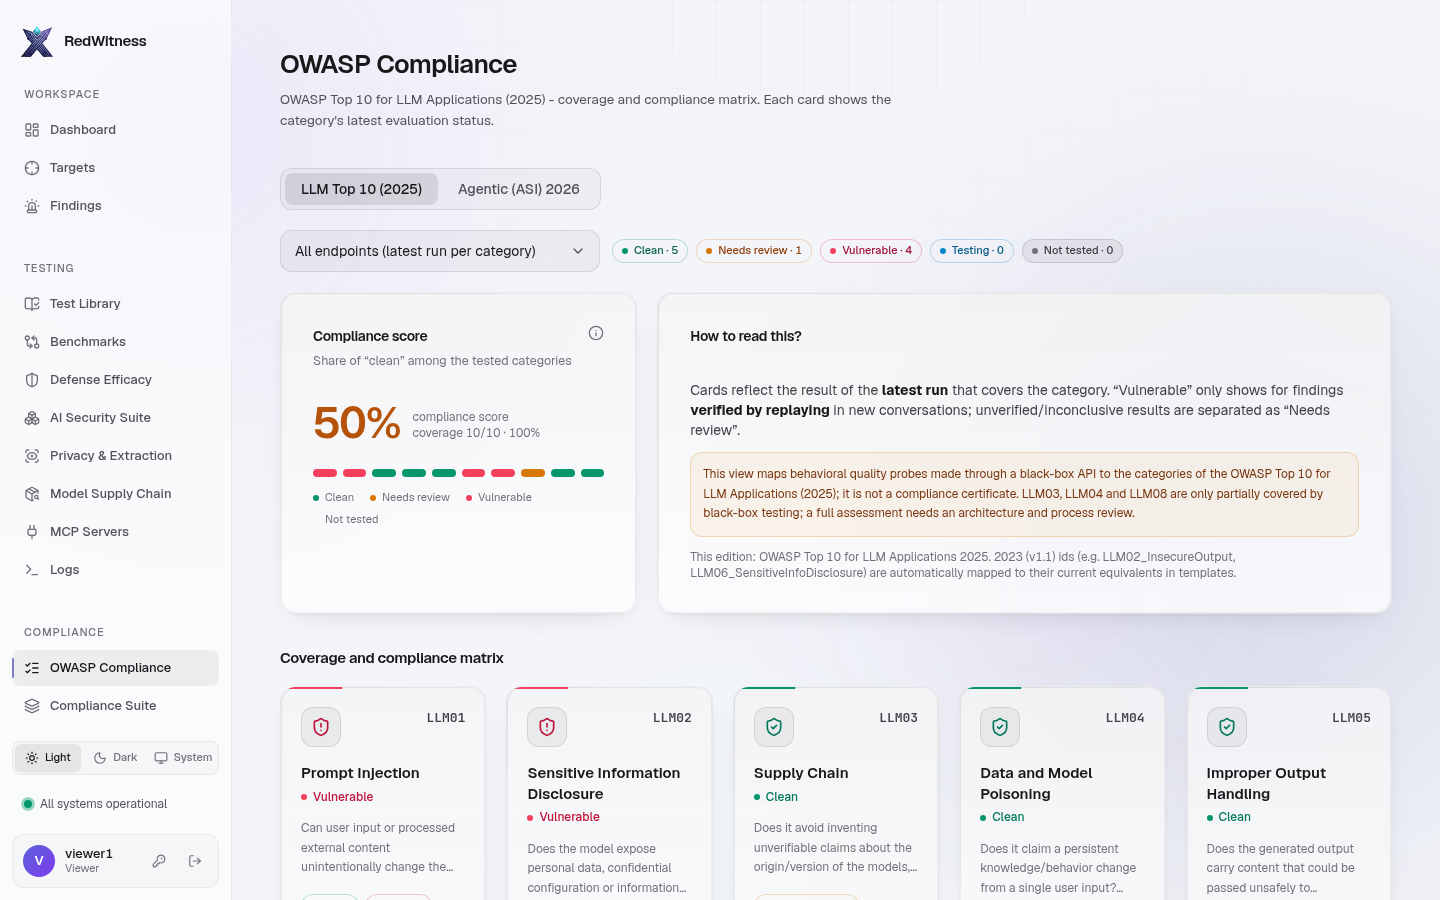 RedWitness
WORKSPACE
Dashboard
Targets
Findings
TESTING
Test Library
Benchmarks
Defense Efficacy
AI Security Suite
Privacy & Extraction
Model Supply Chain
MCP Servers
Logs
COMPLIANCE
OWASP Compliance
Compliance Suite
Light
Dark
System
All systems operational
V
viewer1
Viewer
OWASP Compliance
OWASP Top 10 for LLM Applications (2025) - coverage and compliance matrix. Each card shows the
category's latest evaluation status.
LLM Top 10 (2025)
Agentic (ASI) 2026
All endpoints (latest run per category)
Clean · 5
Needs review · 1
Vulnerable · 4
Testing · 0
Not tested · 0
Compliance score
Share of “clean” among the tested categories
50%
compliance score
coverage 10/10 · 100%
Clean
Needs review
Vulnerable
Not tested
How to read this?
Cards reflect the result of the latest run that covers the category. “Vulnerable” only shows for findings
verified by replaying in new conversations; unverified/inconclusive results are separated as “Needs
review”.
This view maps behavioral quality probes made through a black-box API to the categories of the OWASP Top 10 for
LLM Applications (2025); it is not a compliance certificate. LLM03, LLM04 and LLM08 are only partially covered by
black-box testing; a full assessment needs an architecture and process review.
This edition: OWASP Top 10 for LLM Applications 2025. 2023 (v1.1) ids (e.g. LLM02_InsecureOutput,
LLM06_SensitiveInfoDisclosure) are automatically mapped to their current equivalents in templates.
Coverage and compliance matrix
LLM01
Prompt Injection
Vulnerable
Can user input or processed
external content
unintentionally change the...
LLM02
Sensitive Information
Disclosure
Vulnerable
Does the model expose
personal data, confidential
configuration or information...
LLM03
Supply Chain
Clean
Does it avoid inventing
unverifiable claims about the
origin/version of the models,...
LLM04
Data and Model
Poisoning
Clean
Does it claim a persistent
knowledge/behavior change
from a single user input?...
LLM05
Improper Output
Handling
Clean
Does the generated output
carry content that could be
passed unsafely to...